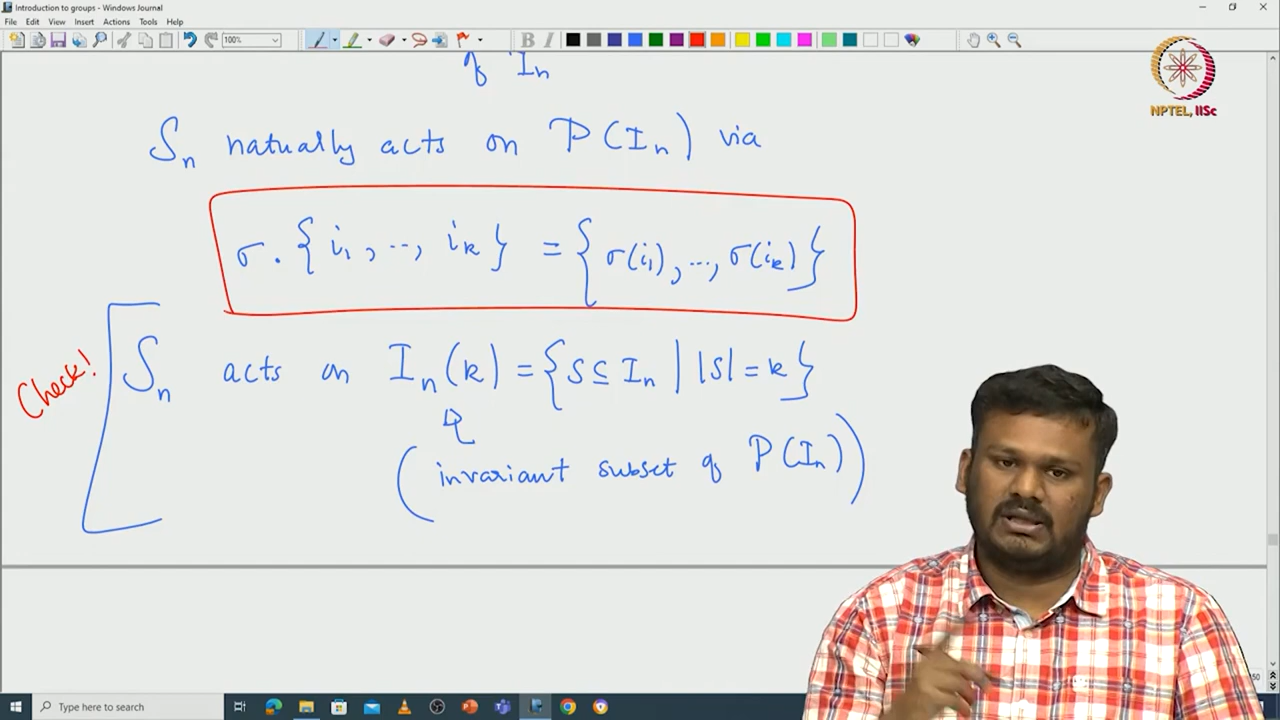 Introduction to groups - Windows Journal
File Edit View Insert Actions Tools Help
100%
B I
NPTEL, IISc
of In
Sn natually acts on P(In) via
σ. {i1, .., ik} = {σ(i1), ..., σ(ik)}
Check!
Sn acts on In(k) = {S ⊆ In | |S| = k}
(invariant subset of P(In))
Type here to search